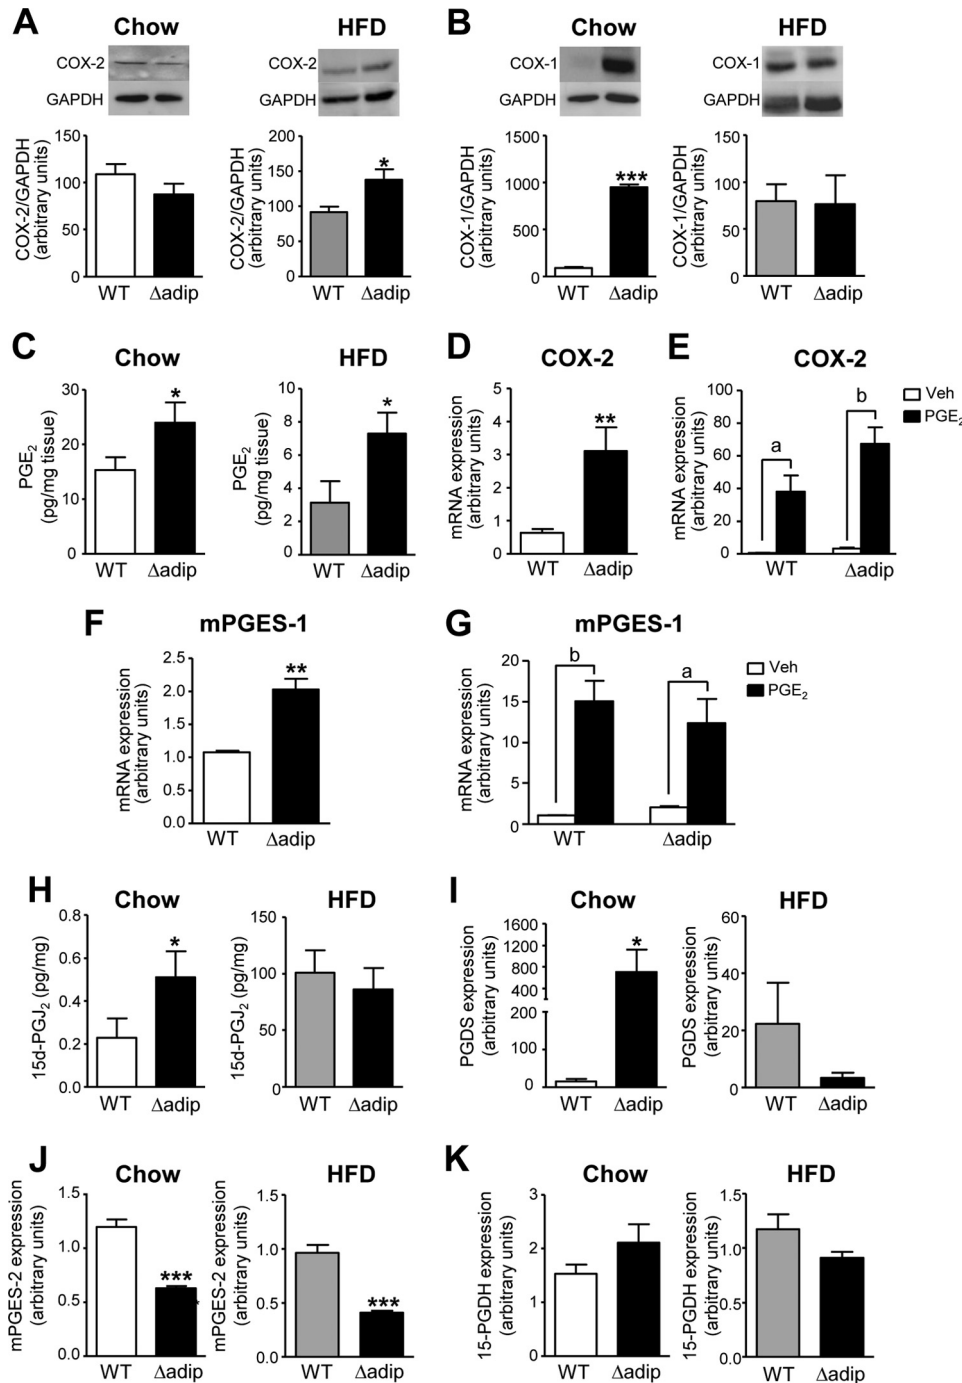 A Chow HFD B Chow HFD
COX-2 COX-2 COX-1 COX-1
GAPDH GAPDH GAPDH GAPDH
COX-2/GAPDH
(arbitrary units)
150
100
50
0
WT Δadip
COX-2/GAPDH
(arbitrary units)
200
150
100
50
0
*
WT Δadip
COX-1/GAPDH
(arbitrary units)
1500
1000
500
0
***
WT Δadip
COX-1/GAPDH
(arbitrary units)
150
100
50
0
WT Δadip
C Chow HFD D COX-2 E COX-2
PGE₂
(pg/mg tissue)
30
20
10
0
*
WT Δadip
PGE₂
(pg/mg tissue)
10
8
6
4
2
0
*
WT Δadip
mRNA expression
(arbitrary units)
5
4
3
2
1
0
**
WT Δadip
mRNA expression
(arbitrary units)
80
60
40
20
0
a
b
WT Δadip
Veh
PGE₂
F mPGES-1 G mPGES-1
mRNA expression
(arbitrary units)
2.5
2.0
1.5
1.0
0.5
0.0
**
WT Δadip
mRNA expression
(arbitrary units)
20
15
10
5
0
b
a
WT Δadip
Veh
PGE₂
H Chow HFD I Chow HFD
15d-PGJ₂ (pg/mg)
0.8
0.6
0.4
0.2
0.0
*
WT Δadip
15d-PGJ₂ (pg/mg)
150
100
50
0
WT Δadip
PGDS expression
(arbitrary units)
1600
1400
1200
1000
800
600
400
200
100
0
*
WT Δadip
PGDS expression
(arbitrary units)
60
40
20
0
WT Δadip
J Chow HFD K Chow HFD
mPGES-2 expression
(arbitrary units)
1.5
1.0
0.5
0.0
***
WT Δadip
mPGES-2 expression
(arbitrary units)
1.5
1.0
0.5
0.0
***
WT Δadip
15-PGDH expression
(arbitrary units)
3
2
1
0
WT Δadip
15-PGDH expression
(arbitrary units)
1.5
1.0
0.5
0.0
WT Δadip